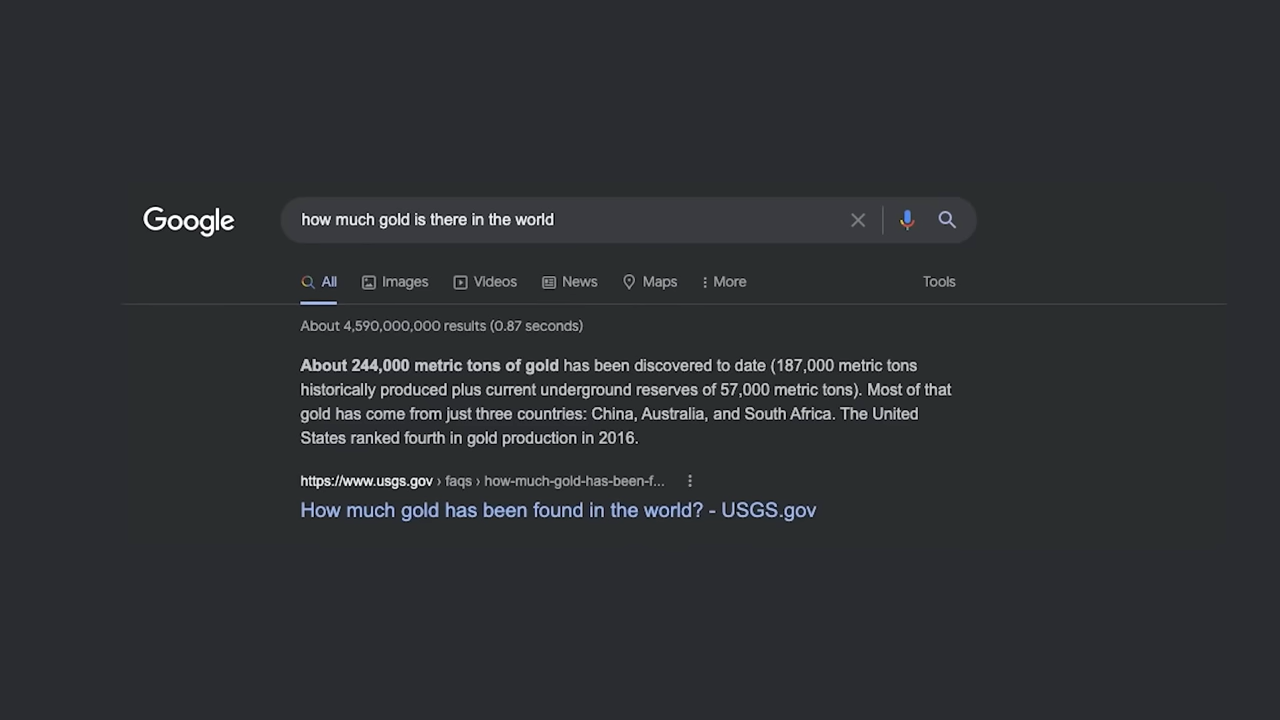 Google
how much gold is there in the world
All Images Videos News Maps More Tools
About 4,590,000,000 results (0.87 seconds)
About 244,000 metric tons of gold has been discovered to date (187,000 metric tons
historically produced plus current underground reserves of 57,000 metric tons). Most of that
gold has come from just three countries: China, Australia, and South Africa. The United
States ranked fourth in gold production in 2016.
https://www.usgs.gov › faqs › how-much-gold-has-been-f...
How much gold has been found in the world? - USGS.gov